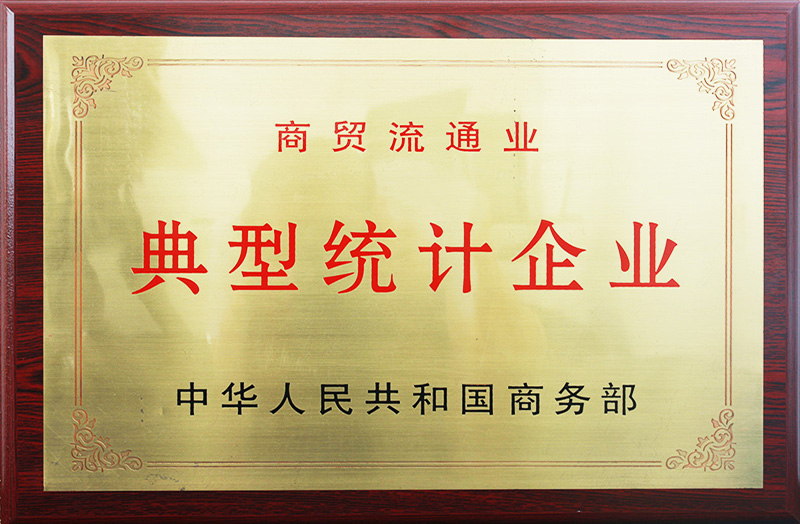 商贸流通业
典型统计企业
中华人民共和国商务部